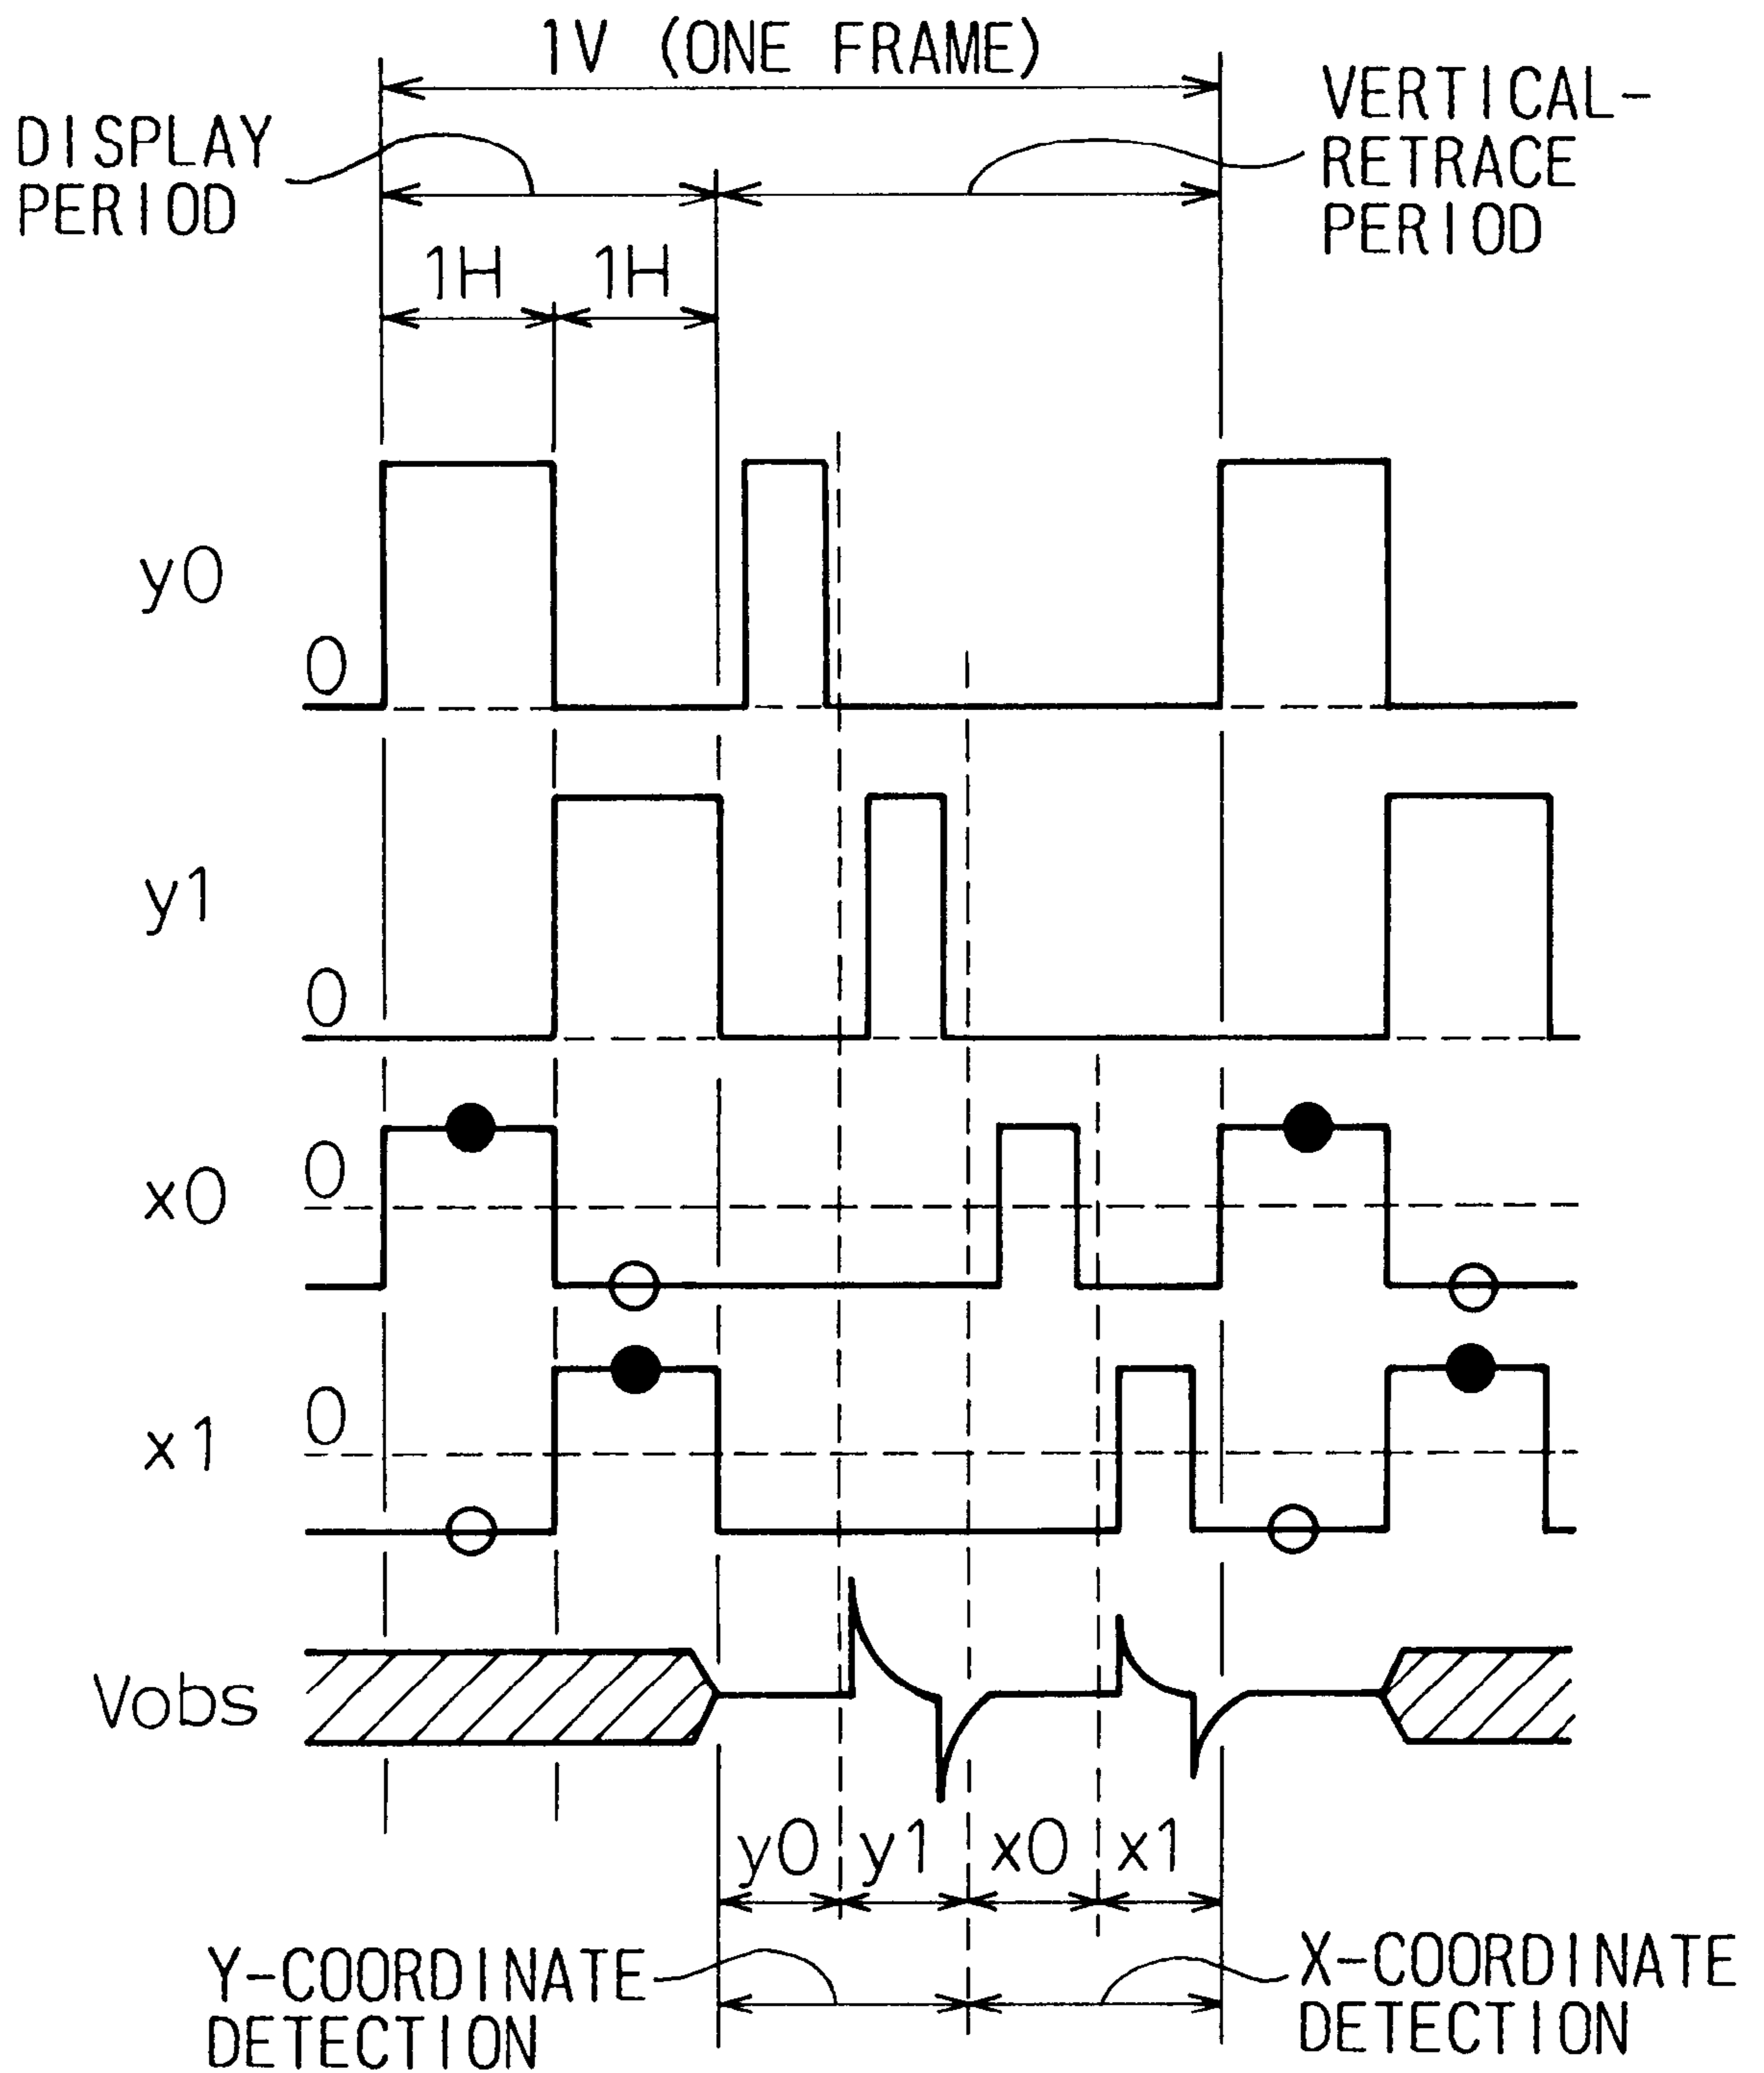 1V (ONE FRAME)
DISPLAY
PERIOD
VERTICAL-
RETRACE
PERIOD
1H 1H
y0
0
y1
0
x0
0
x1
0
Vobs
y0 y1 x0 x1
Y-COORDINATE
DETECTION
X-COORDINATE
DETECTION